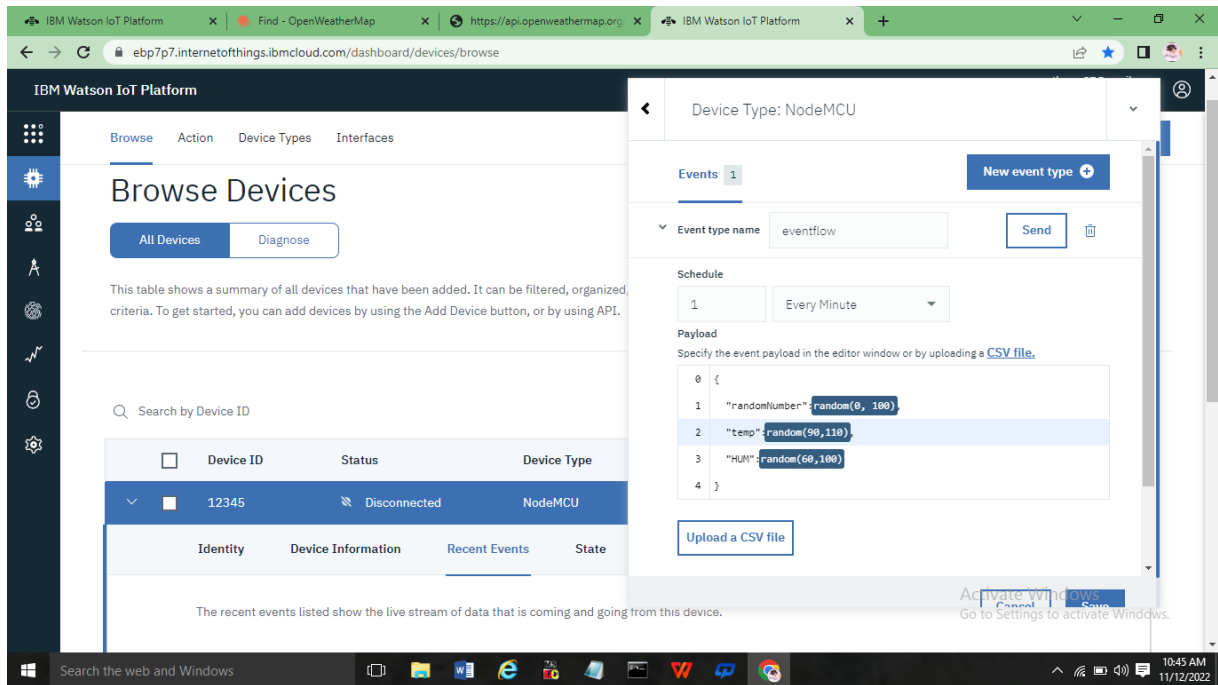 IBM Watson IoT Platform
Find - OpenWeatherMap
https://api.openweathermap.org
IBM Watson IoT Platform
ebp7p7.internetofthings.ibmcloud.com/dashboard/devices/browse
IBM Watson IoT Platform
Browse Action Device Types Interfaces
Browse Devices
All Devices Diagnose
This table shows a summary of all devices that have been added. It can be filtered, organized,
criteria. To get started, you can add devices by using the Add Device button, or by using API.
Search by Device ID
Device ID Status Device Type
12345 Disconnected NodeMCU
Identity Device Information Recent Events State
The recent events listed show the live stream of data that is coming and going from this device.
Device Type: NodeMCU
Events 1
New event type
Event type name eventflow Send
Schedule
1 Every Minute
Payload
Specify the event payload in the editor window or by uploading a CSV file.
0 {
1 "randomNumber":random(0, 100),
2 "temp":random(90,110),
3 "HUM":random(60,100)
4 }
Upload a CSV file
Cancel Save
Activate Windows
Go to Settings to activate Windows.
Search the web and Windows
10:45 AM
11/12/2022